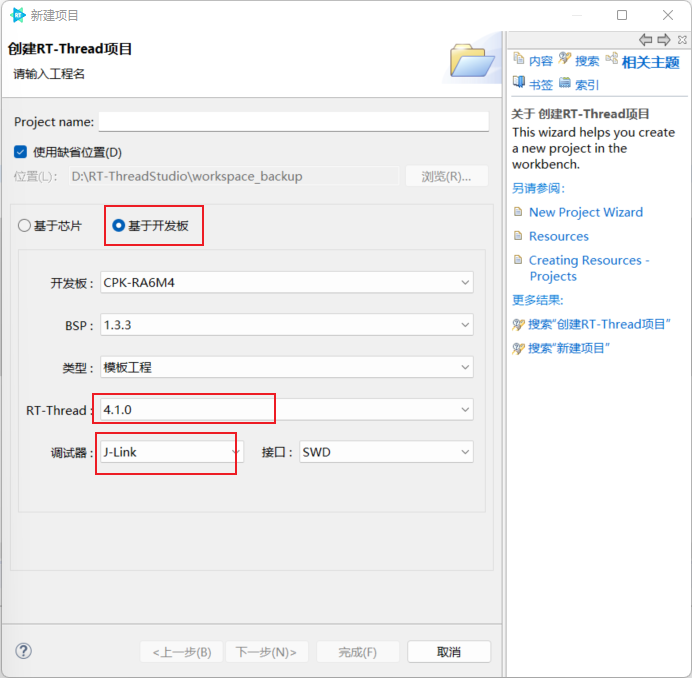 新建项目
创建RT-Thread项目
请输入工程名
Project name:
使用缺省位置(D)
位置(L): D:\RT-ThreadStudio\workspace_backup 浏览(R)...
基于芯片 基于开发板
开发板: CPK-RA6M4
BSP: 1.3.3
类型: 模板工程
RT-Thread: 4.1.0
调试器: J-Link 接口: SWD
<上一步(B) 下一步(N)> 完成(F) 取消
内容 搜索 相关主题
书签 索引
关于 创建RT-Thread项目
This wizard helps you create
a new project in the
workbench.
另请参阅:
New Project Wizard
Resources
Creating Resources -
Projects
更多结果:
搜索“创建RT-Thread项目”
搜索“新建项目”